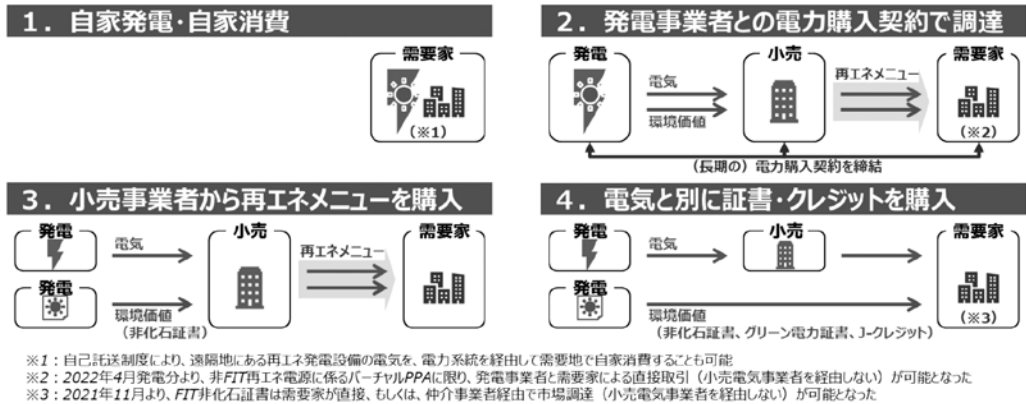 1．自家発電・自家消費
需要家
（※1）
2．発電事業者との電力購入契約で調達
発電
小売
需要家
電気
環境価値
再エネメニュー
（※2）
（長期の）電力購入契約を締結
3．小売事業者から再エネメニューを購入
発電
小売
需要家
電気
再エネメニュー
発電
環境価値
（非化石証書）
4．電気と別に証書・クレジットを購入
発電
小売
需要家
電気
発電
環境価値
（非化石証書、グリーン電力証書、J-クレジット）
（※3）
※1：自己託送制度により、遠隔地にある再エネ発電設備の電気を、電力系統を経由して需要地で自家消費することも可能
※2：2022年4月発電分より、非FIT再エネ電源に係るバーチャルPPAに限り、発電事業者と需要家による直接取引（小売電気事業者を経由しない）が可能となった
※3：2021年11月より、FIT非化石証書は需要家が直接、もしくは、仲介事業者経由で市場調達（小売電気事業者を経由しない）が可能となった